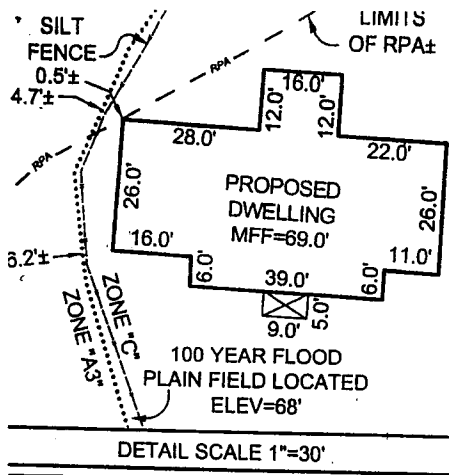 SILT
FENCE
LIMITS
OF RPA±
0.5'±
4.7'±
RPA
16.0'
12.0'
12.0'
28.0'
22.0'
RPA
26.0'
PROPOSED
DWELLING
MFF=69.0'
26.0'
16.0'
11.0'
6.0'
39.0'
6.0'
6.2'±
5.0'
9.0'
ZONE "C"
ZONE "A3"
100 YEAR FLOOD
PLAIN FIELD LOCATED
ELEV=68'
DETAIL SCALE 1"=30'